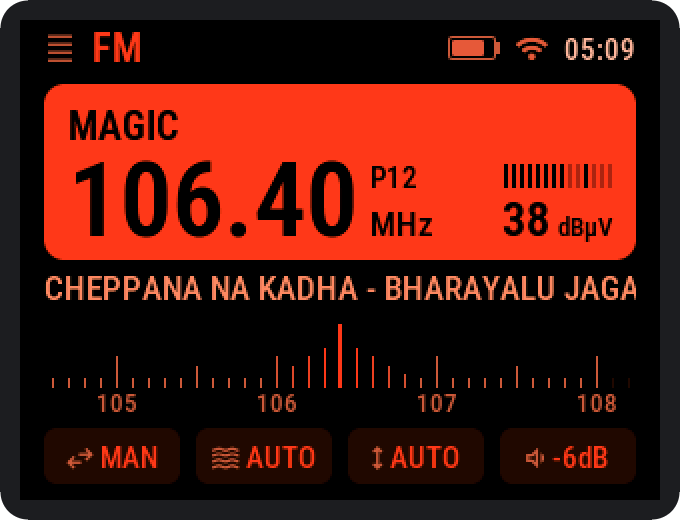 FM 05:09
MAGIC
106.40 P12 MHz 38 dBµV
CHEPPANA NA KADHA - BHARAYALU JAGA
105 106 107 108
MAN AUTO AUTO -6dB